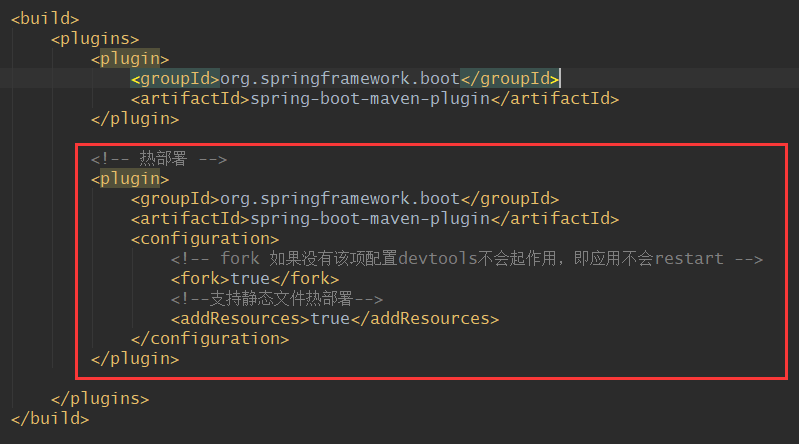 <build>
<plugins>
<plugin>
<groupId>org.springframework.boot</groupId>
<artifactId>spring-boot-maven-plugin</artifactId>
</plugin>
<!-- 热部署 -->
<plugin>
<groupId>org.springframework.boot</groupId>
<artifactId>spring-boot-maven-plugin</artifactId>
<configuration>
<!-- fork 如果没有该项配置devtools不会起作用，即应用不会restart -->
<fork>true</fork>
<!--支持静态文件热部署-->
<addResources>true</addResources>
</configuration>
</plugin>
</plugins>
</build>